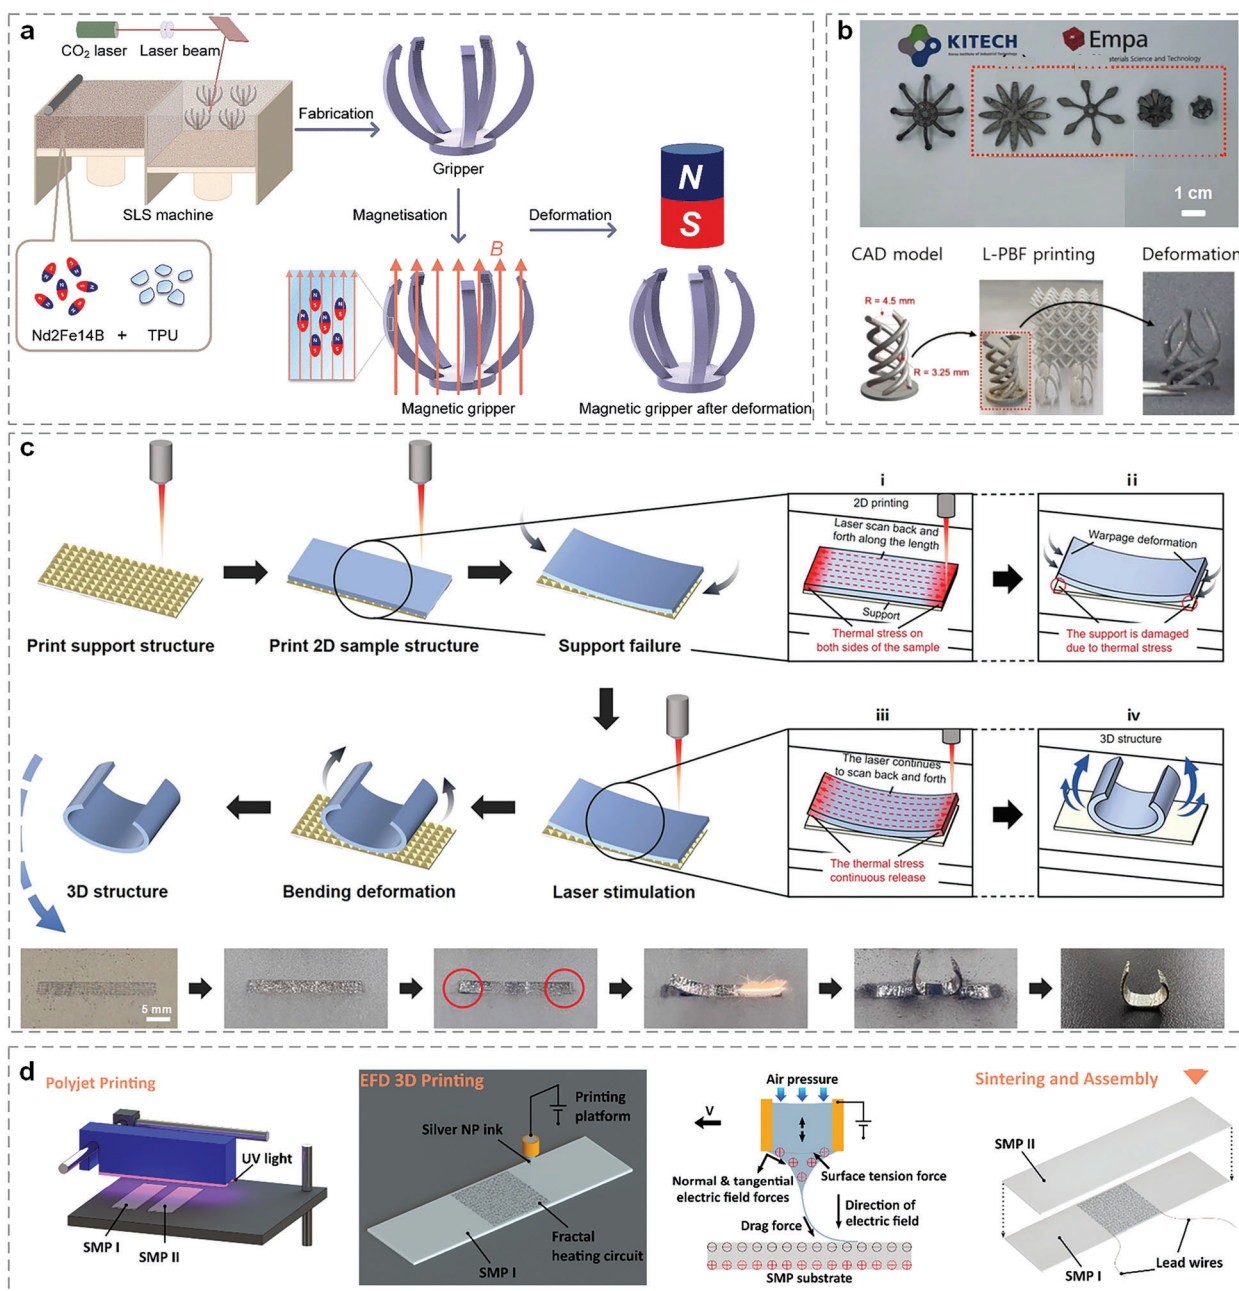 a
CO2 laser
Laser beam
SLS machine
Nd2Fe14B + TPU
Fabrication
Gripper
Magnetisation
Deformation
B
N
S
Magnetic gripper
Magnetic gripper after deformation
b
KITECH
Empa
aterials Science and Technology
1 cm
CAD model
L-PBF printing
Deformation
R = 4.5 mm
R = 3.25 mm
c
Print support structure
Print 2D sample structure
Support failure
i
2D printing
Laser scan back and
forth along the length
Support
Thermal stress on
both sides of the sample
ii
Warpage deformation
The support is damaged
due to thermal stress
3D structure
Bending deformation
Laser stimulation
iii
The laser continues
to scan back and forth
The thermal stress
continuous release
iv
3D structure
5 mm
d
Polyjet Printing
UV light
SMP I
SMP II
EFD 3D Printing
Printing
platform
Silver NP ink
Fractal
heating circuit
SMP I
Air pressure
V
Surface tension force
Normal & tangential
electric field forces
Direction of
electric field
Drag force
SMP substrate
Sintering and Assembly
SMP II
SMP I
Lead wires